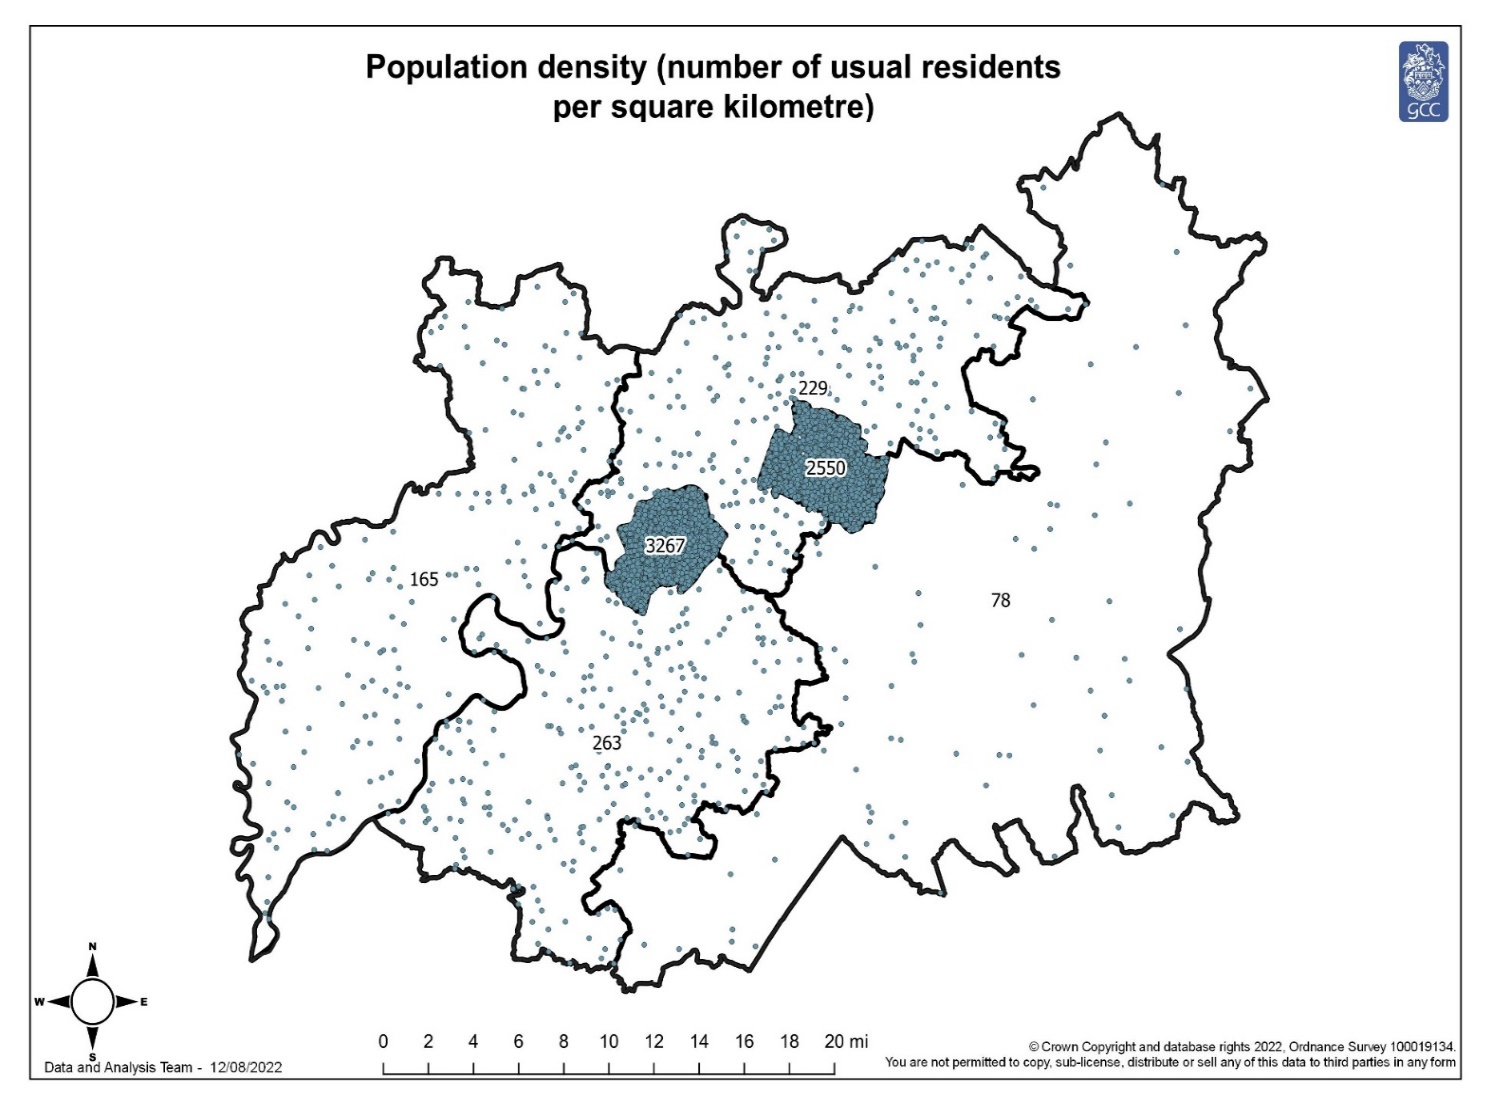 Population density (number of usual residents
per square kilometre)
gcc
229
2550
3267
165
78
263
N
W E
S
0 2 4 6 8 10 12 14 16 18 20 mi
Data and Analysis Team - 12/08/2022
© Crown Copyright and database rights 2022, Ordnance Survey 100019134.
You are not permitted to copy, sub-license, distribute or sell any of this data to third parties in any form